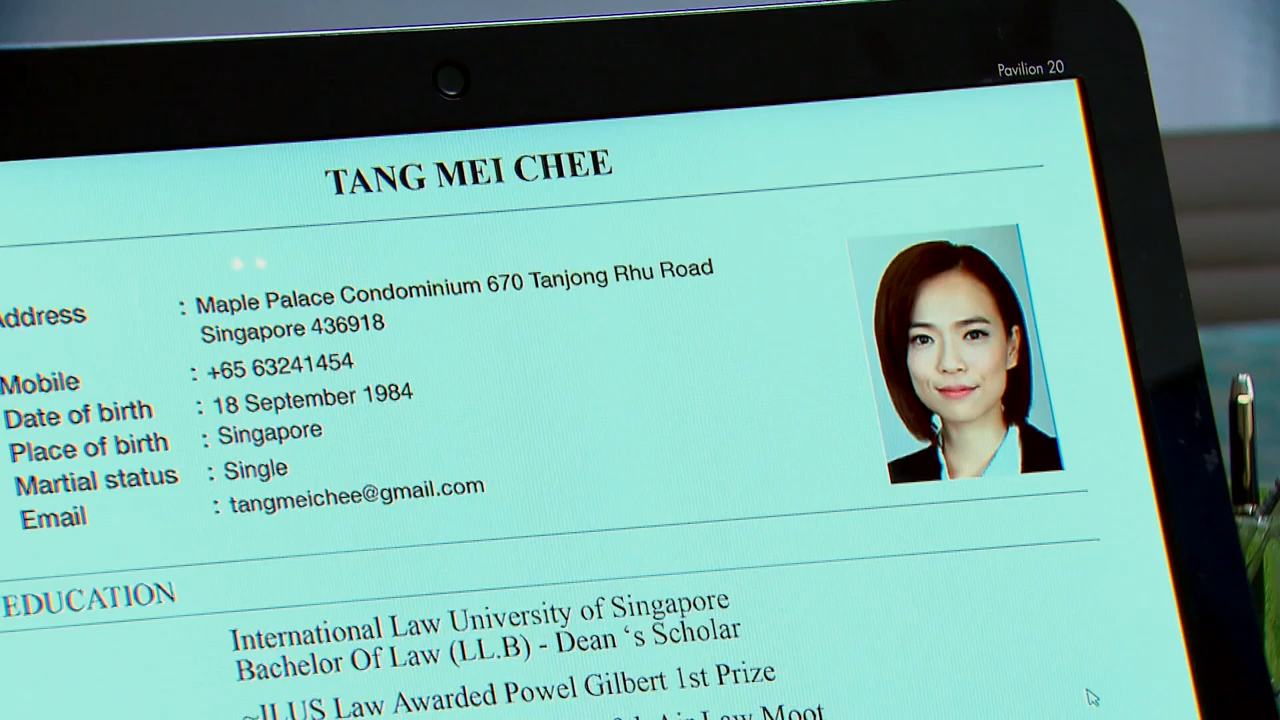 Pavilion 20
TANG MEI CHEE
Address : Maple Palace Condominium 670 Tanjong Rhu Road
Singapore 436918
Mobile : +65 63241454
Date of birth : 18 September 1984
Place of birth : Singapore
Martial status : Single
Email : tangmeichee@gmail.com
EDUCATION
International Law University of Singapore
Bachelor Of Law (LL.B) - Dean ‘s Scholar
~ILUS Law Awarded Powel Gilbert 1st Prize
Air Law Moot